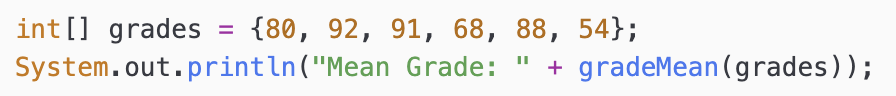 int[] grades = {80, 92, 91, 68, 88, 54};
System.out.println("Mean Grade: " + gradeMean(grades));